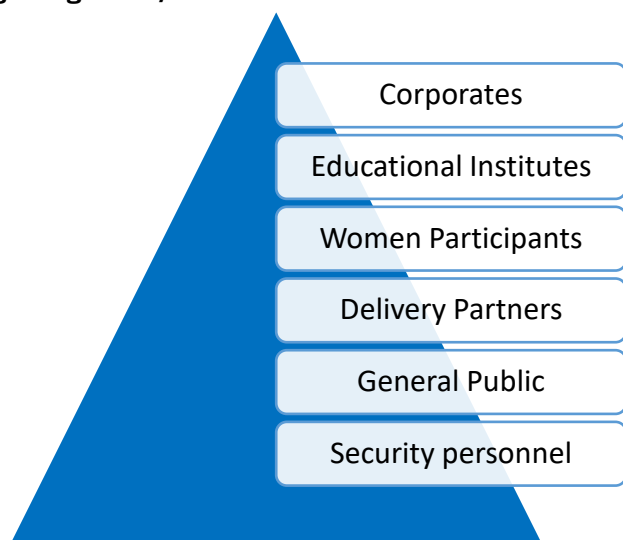 Corporates
Educational Institutes
Women Participants
Delivery Partners
General Public
Security personnel